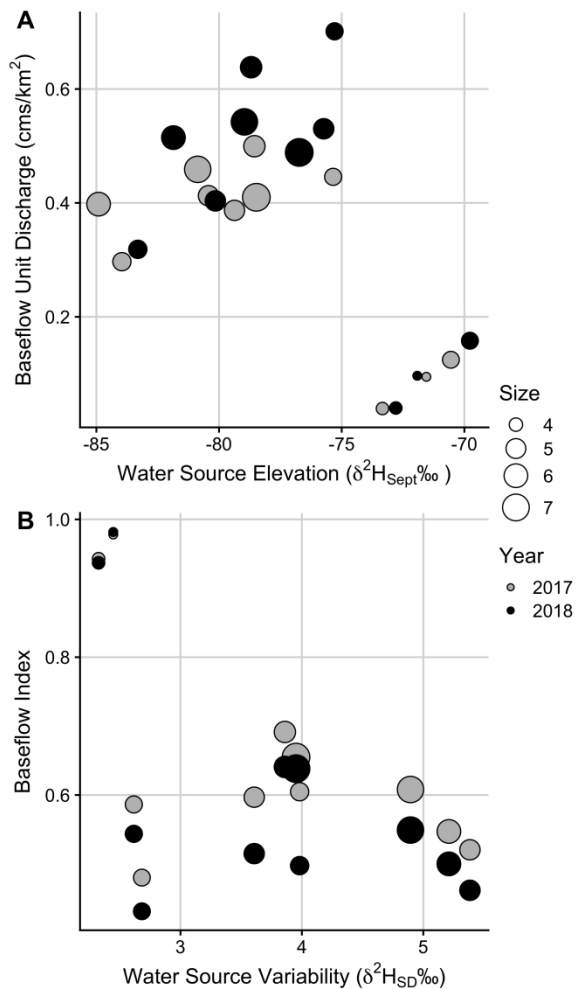 A
Baseflow Unit Discharge (cms/km²)
0.6
0.4
0.2
-85 -80 -75 -70
Water Source Elevation (δ²H_Sept‰ )
Size
4
5
6
7
Year
2017
2018
B
Baseflow Index
1.0
0.8
0.6
3 4 5
Water Source Variability (δ²H_SD‰)